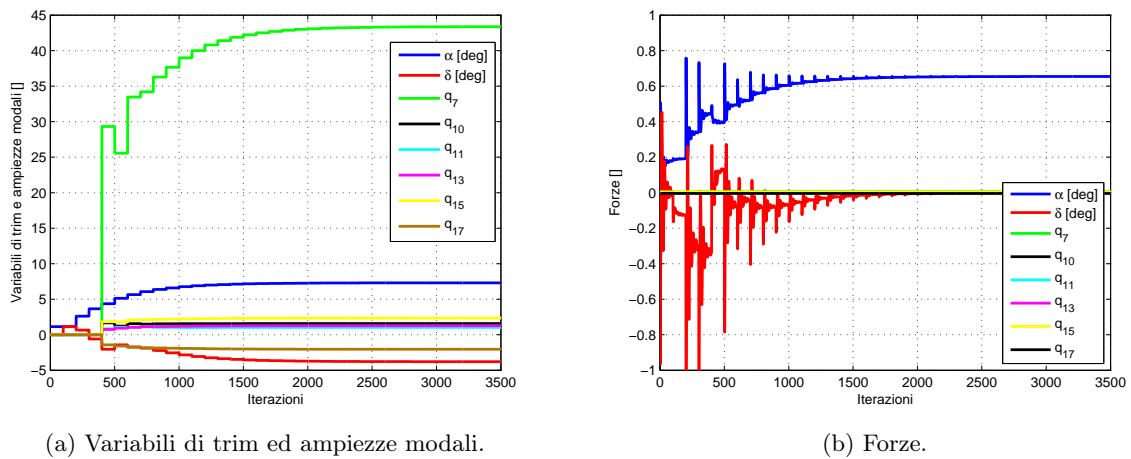 45
40
35
30
25
20
15
10
5
0
−5
Variabili di trim e ampiezze modali []
0 500 1000 1500 2000 2500 3000 3500
Iterazioni
α [deg]
δ [deg]
q7
q10
q11
q13
q15
q17
(a) Variabili di trim ed ampiezze modali.
1
0.8
0.6
0.4
0.2
0
−0.2
−0.4
−0.6
−0.8
−1
Forze []
0 500 1000 1500 2000 2500 3000 3500
Iterazioni
α [deg]
δ [deg]
q7
q10
q11
q13
q15
q17
(b) Forze.